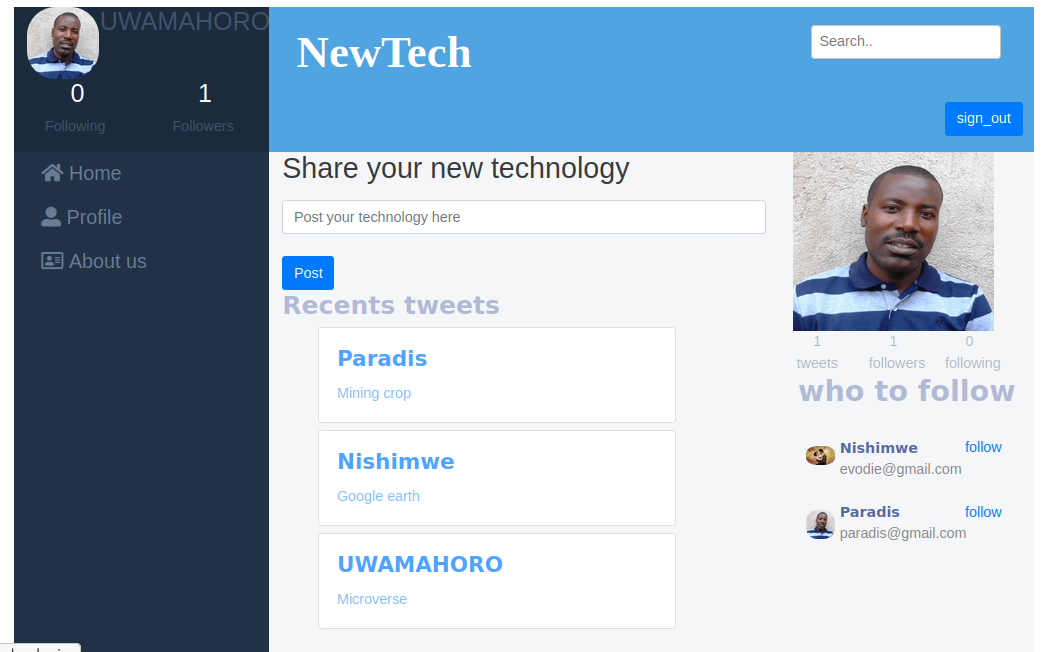 UWAMAHORO
0 1
Following Followers
Home
Profile
About us
NewTech
Search..
sign_out
Share your new technology
Post your technology here
Post
Recents tweets
Paradis
Mining crop
Nishimwe
Google earth
UWAMAHORO
Microverse
1 1 0
tweets followers following
who to follow
Nishimwe follow
evodie@gmail.com
Paradis follow
paradis@gmail.com